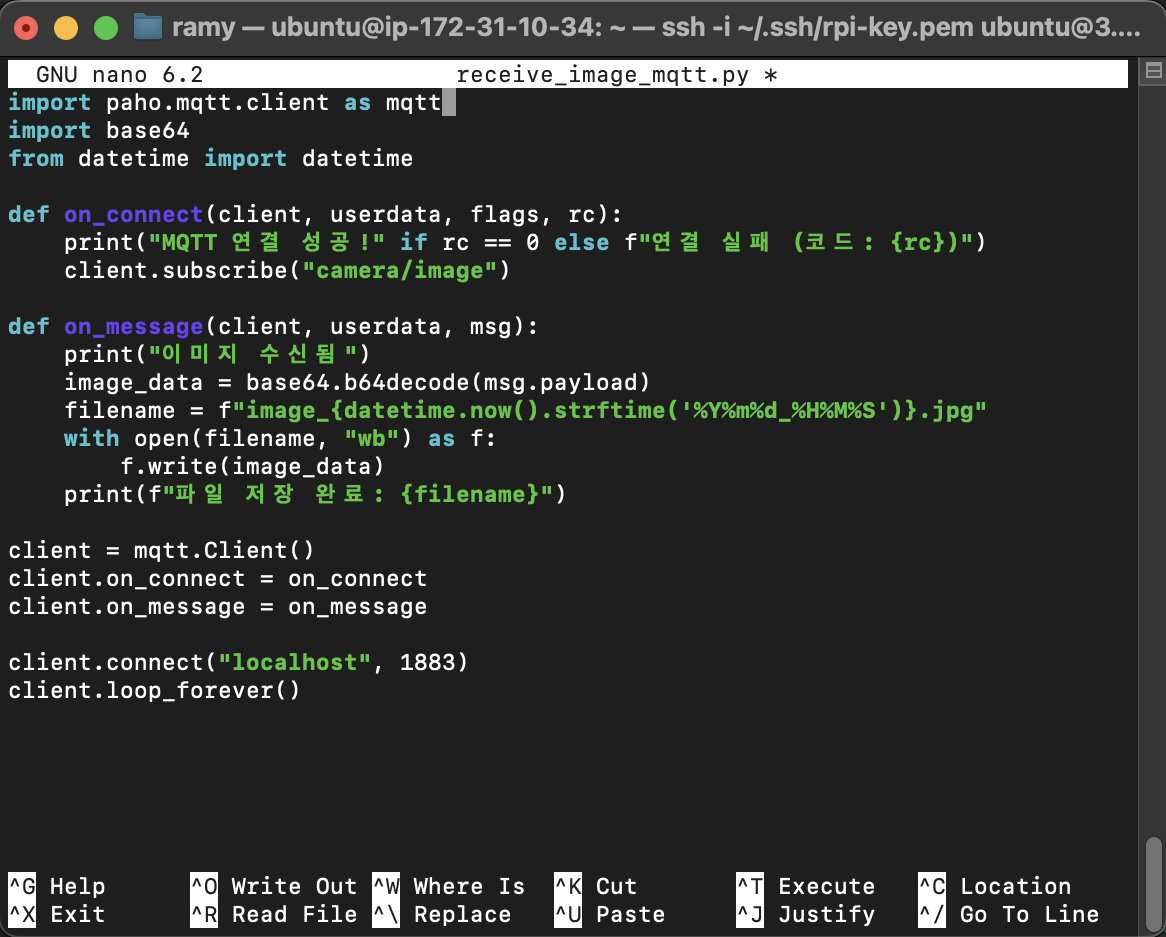 ramy — ubuntu@ip-172-31-10-34: ~ — ssh -i ~/.ssh/rpi-key.pem ubuntu@3....
GNU nano 6.2 receive_image_mqtt.py *
import paho.mqtt.client as mqtt
import base64
from datetime import datetime

def on_connect(client, userdata, flags, rc):
    print("MQTT 연결 성공!" if rc == 0 else f"연결 실패 (코드: {rc})")
    client.subscribe("camera/image")

def on_message(client, userdata, msg):
    print("이미지 수신됨")
    image_data = base64.b64decode(msg.payload)
    filename = f"image_{datetime.now().strftime('%Y%m%d_%H%M%S')}.jpg"
    with open(filename, "wb") as f:
        f.write(image_data)
    print(f"파일 저장 완료: {filename}")

client = mqtt.Client()
client.on_connect = on_connect
client.on_message = on_message

client.connect("localhost", 1883)
client.loop_forever()

^G Help ^O Write Out ^W Where Is ^K Cut ^T Execute ^C Location
^X Exit ^R Read File ^\ Replace ^U Paste ^J Justify ^/ Go To Line